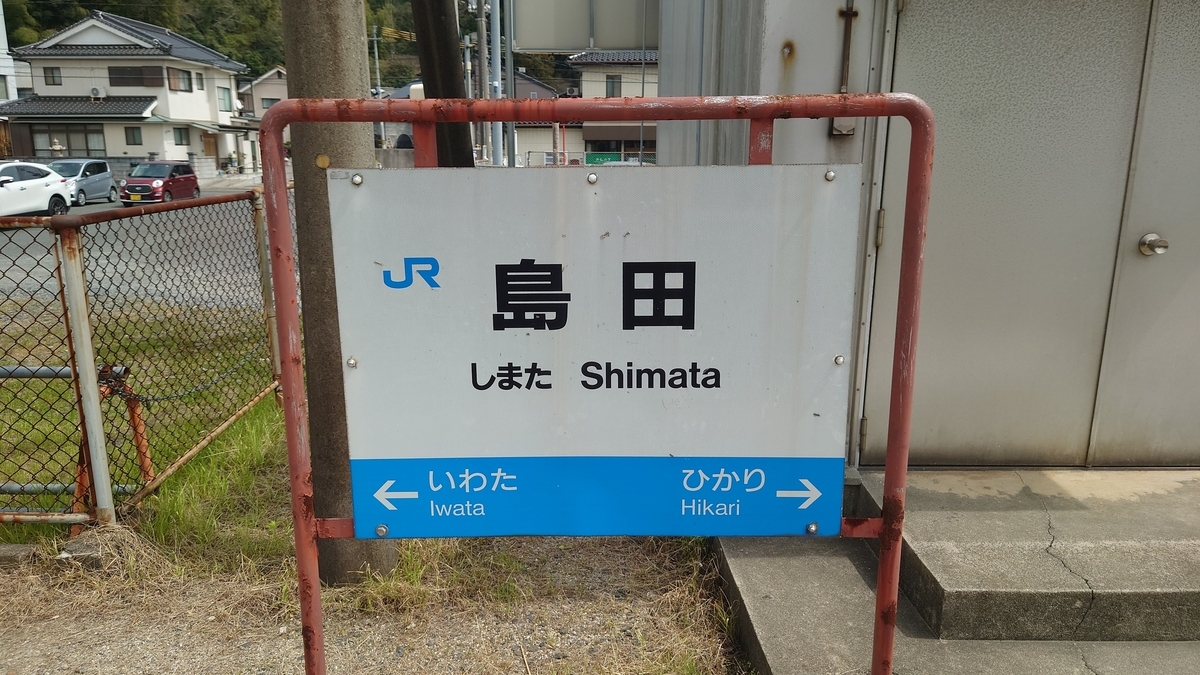 JR 島田
しまた Shimata
← いわた ひかり →
Iwata Hikari